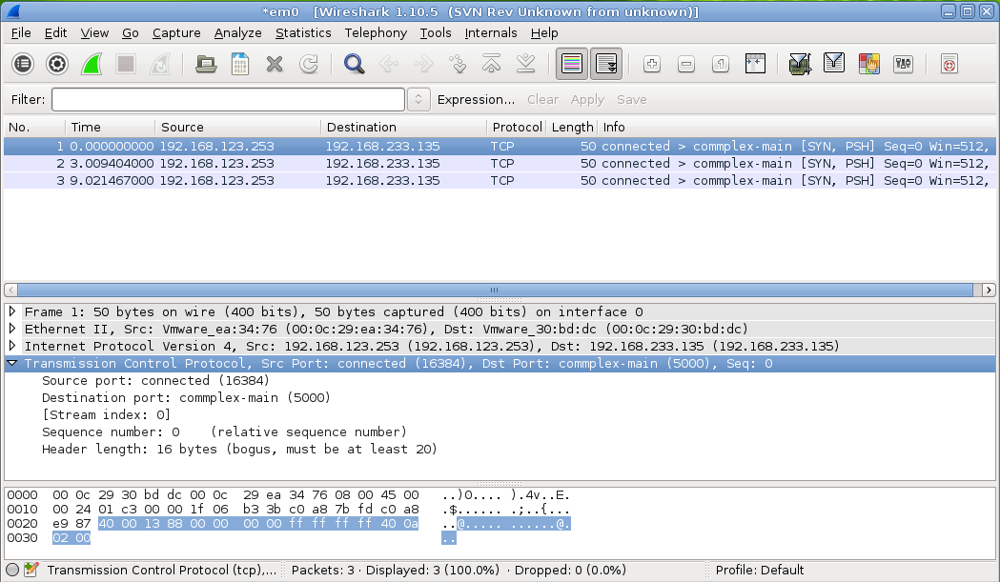 *em0 [Wireshark 1.10.5 (SVN Rev Unknown from unknown)]
File Edit View Go Capture Analyze Statistics Telephony Tools Internals Help
Filter: Expression... Clear Apply Save
No. Time Source Destination Protocol Length Info
1 0.000000000 192.168.123.253 192.168.233.135 TCP 50 connected > commplex-main [SYN, PSH] Seq=0 Win=512,
2 3.009404000 192.168.123.253 192.168.233.135 TCP 50 connected > commplex-main [SYN, PSH] Seq=0 Win=512,
3 9.021467000 192.168.123.253 192.168.233.135 TCP 50 connected > commplex-main [SYN, PSH] Seq=0 Win=512,
Frame 1: 50 bytes on wire (400 bits), 50 bytes captured (400 bits) on interface 0
Ethernet II, Src: Vmware_ea:34:76 (00:0c:29:ea:34:76), Dst: Vmware_30:bd:dc (00:0c:29:30:bd:dc)
Internet Protocol Version 4, Src: 192.168.123.253 (192.168.123.253), Dst: 192.168.233.135 (192.168.233.135)
Transmission Control Protocol, Src Port: connected (16384), Dst Port: commplex-main (5000), Seq: 0
Source port: connected (16384)
Destination port: commplex-main (5000)
[Stream index: 0]
Sequence number: 0 (relative sequence number)
Header length: 16 bytes (bogus, must be at least 20)
0000 00 0c 29 30 bd dc 00 0c 29 ea 34 76 08 00 45 00 ..)0.... ).4v..E.
0010 00 24 01 c3 00 00 1f 06 b3 3b c0 a8 7b fd c0 a8 .$...... .;..{...
0020 e9 87 40 00 13 88 00 00 00 00 ff ff ff ff 40 0a ..@..... ......@.
0030 02 00 ..
Transmission Control Protocol (tcp),... Packets: 3 · Displayed: 3 (100.0%) · Dropped: 0 (0.0%) Profile: Default